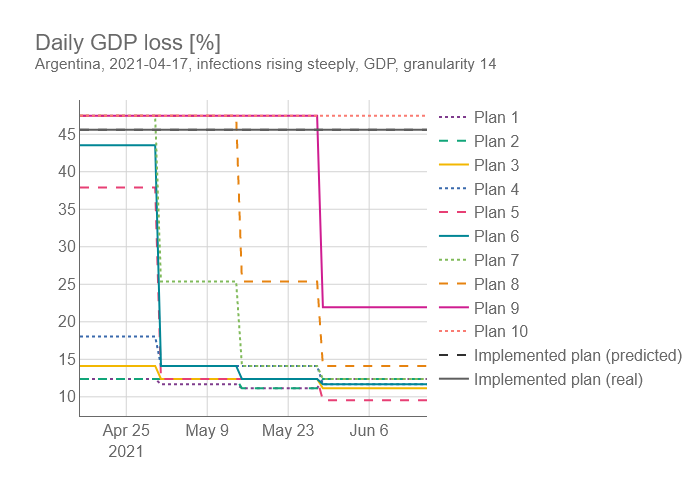 Daily GDP loss [%]
Argentina, 2021-04-17, infections rising steeply, GDP, granularity 14
45
40
35
30
25
20
15
10
Apr 25
2021
May 9
May 23
Jun 6
Plan 1
Plan 2
Plan 3
Plan 4
Plan 5
Plan 6
Plan 7
Plan 8
Plan 9
Plan 10
Implemented plan (predicted)
Implemented plan (real)